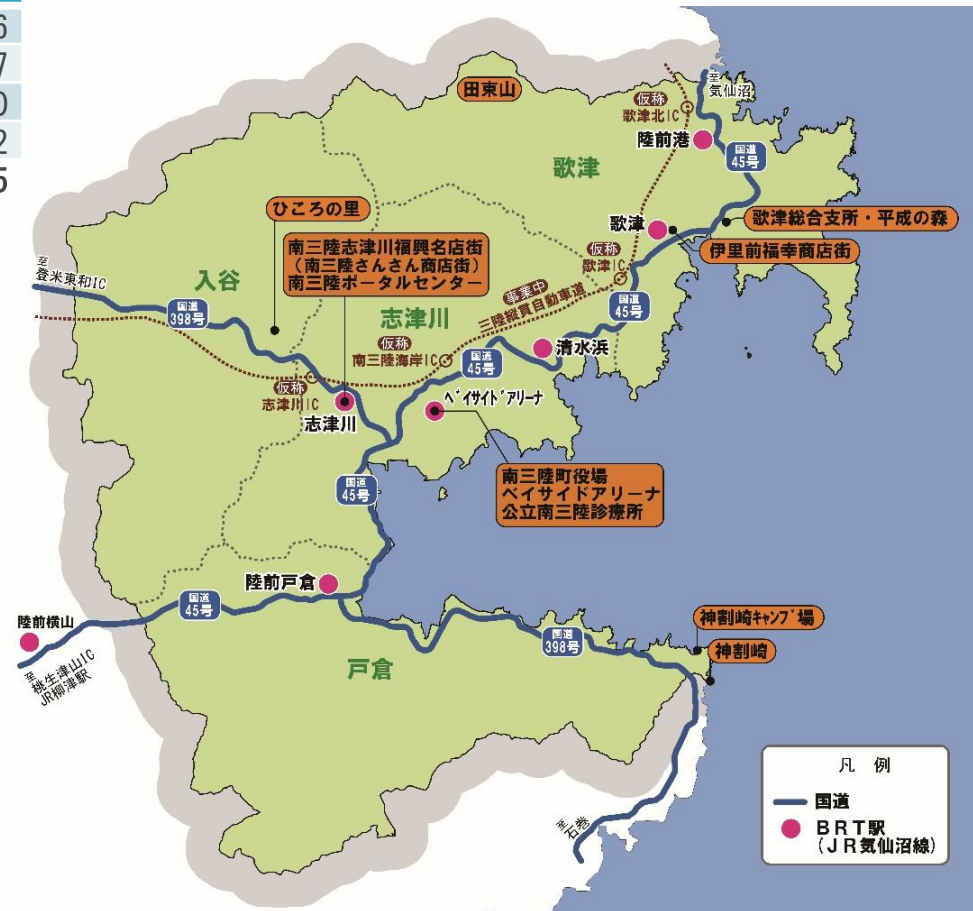 6
7
0
2
5
田束山
至
気仙沼
仮称
歌津北IC
陸前港
国道
45号
歌津
ひころの里
歌津
歌津総合支所・平成の森
伊里前福幸商店街
南三陸志津川福興名店街
(南三陸さんさん商店街)
南三陸ポータルセンター
至
登米東和IC
入谷
仮称
歌津IC
事業中
三陸縦貫自動車道
国道
398号
志津川
国道
45号
仮称
南三陸海岸IC
清水浜
国道
45号
仮称
志津川IC
志津川
ベイサイドアリーナ
南三陸町役場
ベイサイドアリーナ
公立南三陸診療所
国道
45号
陸前戸倉
国道
45号
陸前横山
至
桃生津山IC
JR柳津駅
戸倉
国道
398号
神割崎キャンプ場
神割崎
至
石巻
凡 例
国道
BRT駅
(JR気仙沼線)